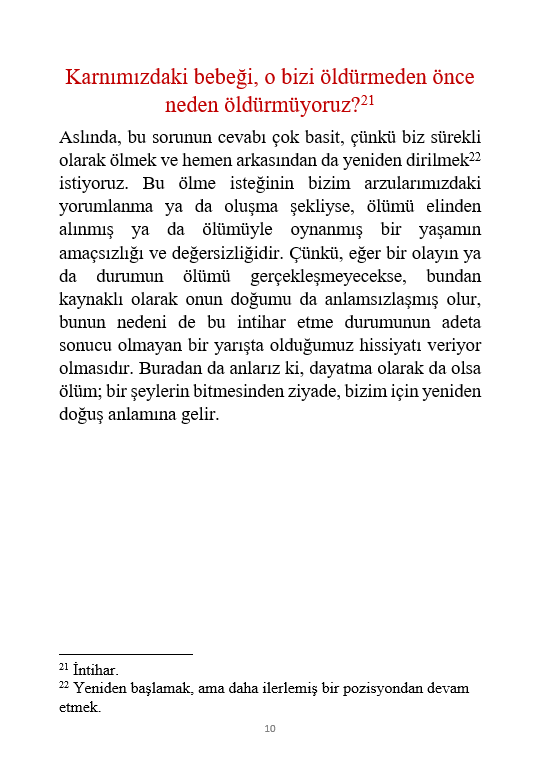 Karnımızdaki bebeği, o bizi öldürmeden önce
neden öldürmüyoruz?21
Aslında, bu sorunun cevabı çok basit, çünkü biz sürekli
olarak ölmek ve hemen arkasından da yeniden dirilmek22
istiyoruz. Bu ölme isteğinin bizim arzularımızdaki
yorumlanma ya da oluşma şekliyse, ölümü elinden
alınmış ya da ölümüyle oynanmış bir yaşamın
amaçsızlığı ve değersizliğidir. Çünkü, eğer bir olayın ya
da durumun ölümü gerçekleşmeyecekse, bundan
kaynaklı olarak onun doğumu da anlamsızlaşmış olur,
bunun nedeni de bu intihar etme durumunun adeta
sonucu olmayan bir yarışta olduğumuz hissiyatı veriyor
olmasıdır. Buradan da anlarız ki, dayatma olarak da olsa
ölüm; bir şeylerin bitmesinden ziyade, bizim için yeniden
doğuş anlamına gelir.
21 İntihar.
22 Yeniden başlamak, ama daha ilerlemiş bir pozisyondan devam
etmek.
10